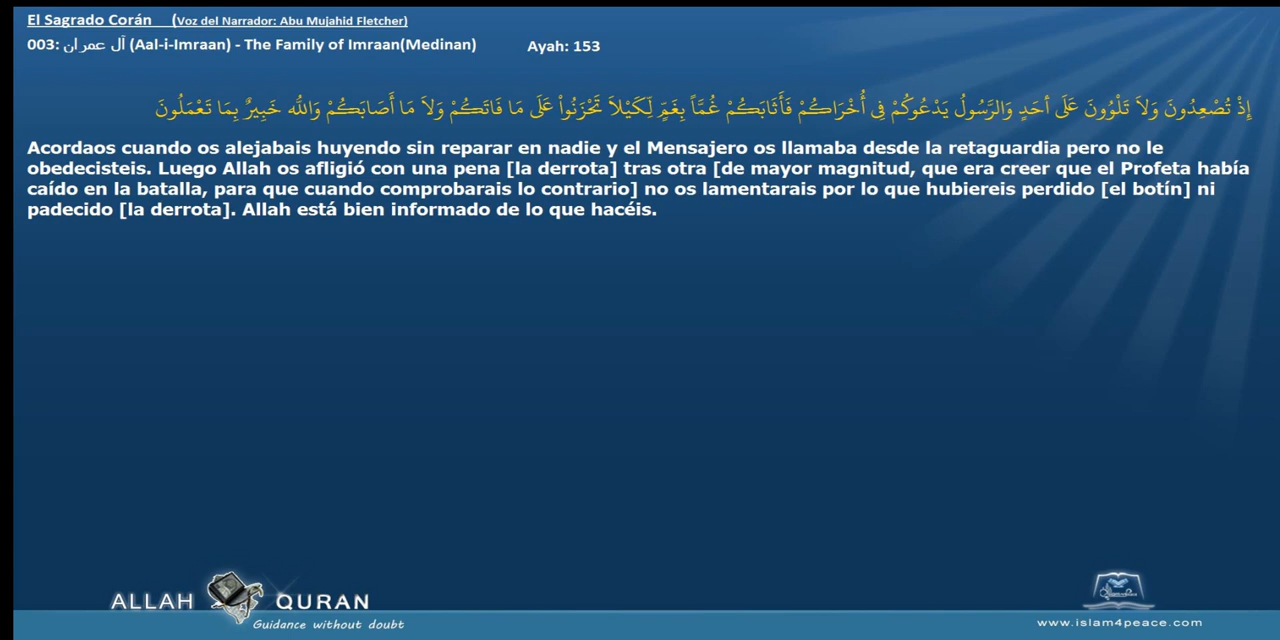 El Sagrado Corán (Voz del Narrador: Abu Mujahid Fletcher)
003: آل عمران (Aal-i-Imraan) - The Family of Imraan(Medinan) Ayah: 153
إِذْ تُصْعِدُونَ وَلاَ تَلْوُونَ عَلَى أحَدٍ وَالرَّسُولُ يَدْعُوكُمْ فِي أُخْرَاكُمْ فَأَثَابَكُمْ غُمَّاً بِغَمٍّ لِّكَيْلاَ تَحْزَنُواْ عَلَى مَا فَاتَكُمْ وَلاَ مَا أَصَابَكُمْ وَاللّهُ خَبِيرٌ بِمَا تَعْمَلُونَ
Acordaos cuando os alejabais huyendo sin reparar en nadie y el Mensajero os llamaba desde la retaguardia pero no le
obedecisteis. Luego Allah os afligió con una pena [la derrota] tras otra [de mayor magnitud, que era creer que el Profeta había
caído en la batalla, para que cuando comprobarais lo contrario] no os lamentarais por lo que hubiereis perdido [el botín] ni
padecido [la derrota]. Allah está bien informado de lo que hacéis.
ALLAH QURAN
Guidance without doubt
www.islam4peace.com